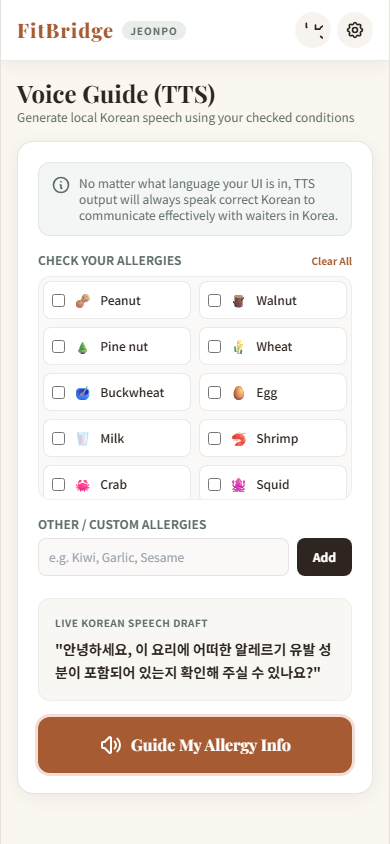 FitBridge JEONPO
Voice Guide (TTS)
Generate local Korean speech using your checked conditions
No matter what language your UI is in, TTS
output will always speak correct Korean to
communicate effectively with waiters in Korea.
CHECK YOUR ALLERGIES Clear All
Peanut Walnut
Pine nut Wheat
Buckwheat Egg
Milk Shrimp
Crab Squid
OTHER / CUSTOM ALLERGIES
e.g. Kiwi, Garlic, Sesame Add
LIVE KOREAN SPEECH DRAFT
"안녕하세요, 이 요리에 어떠한 알레르기 유발 성
분이 포함되어 있는지 확인해 주실 수 있나요?"
Guide My Allergy Info